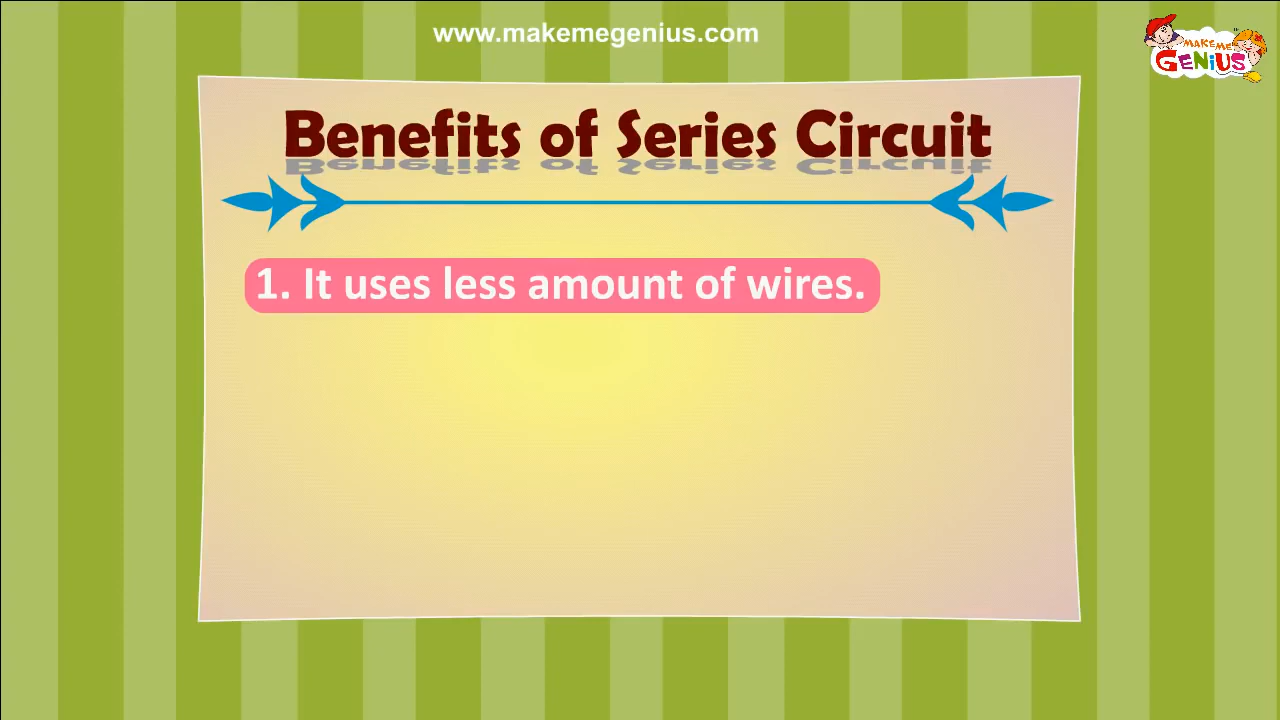 www.makemegenius.com
MAKE ME
GENiUS
Benefits of Series Circuit
1. It uses less amount of wires.